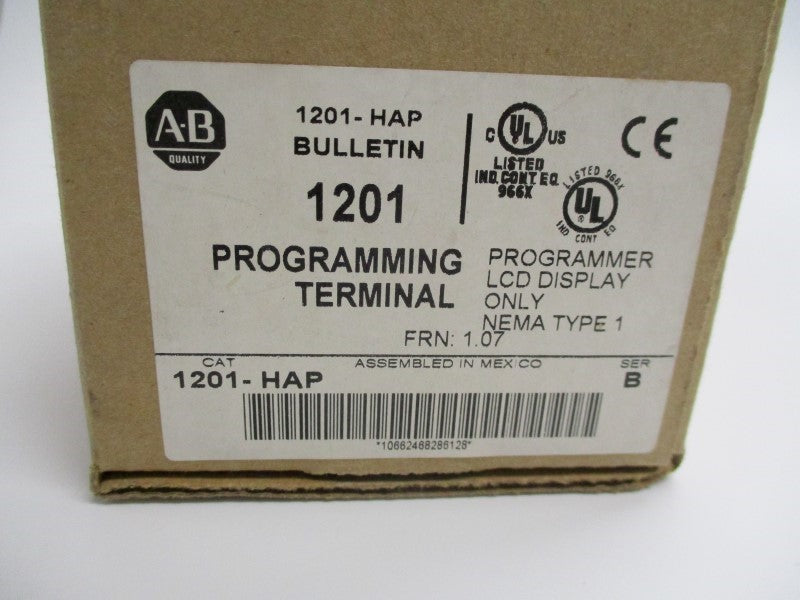 A-B
QUALITY
1201- HAP
BULLETIN
1201
PROGRAMMING
TERMINAL
C UL US
LISTED
IND. CONT. EQ.
966X
CE
LISTED 966X
UL
®
IND CONT EQ
PROGRAMMER
LCD DISPLAY
ONLY
NEMA TYPE 1
FRN: 1.07
CAT ASSEMBLED IN MEXICO SER
1201- HAP B
*10662468286128*